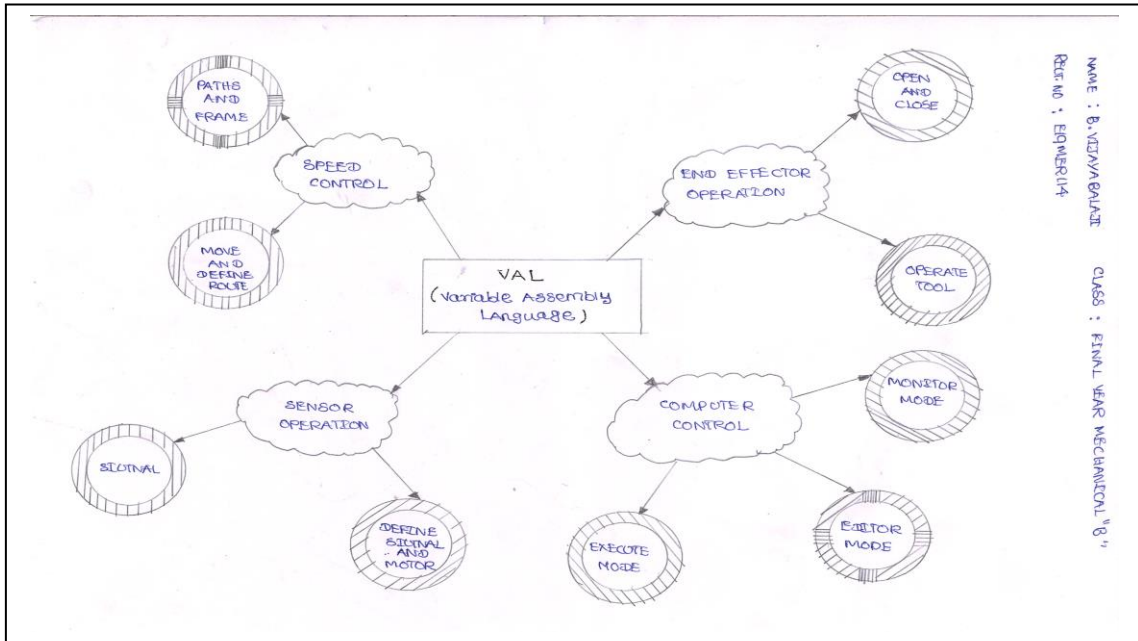 PATHS
AND
FRAME
SPEED
CONTROL
MOVE
AND
DEFINE
ROUTE
OPEN
AND
CLOSE
END EFFECTOR
OPERATION
OPERATE
TOOL
VAL
(Variable Assembly
Language)
SENSOR
OPERATION
SIGNAL
DEFINE
SIGNAL
AND
MOTOR
COMPUTER
CONTROL
MONITOR
MODE
EDITOR
MODE
EXECUTE
MODE
NAME : B.VIJAYABALAJI
CLASS : FINAL YEAR MECHANICAL "B"
REG.NO :